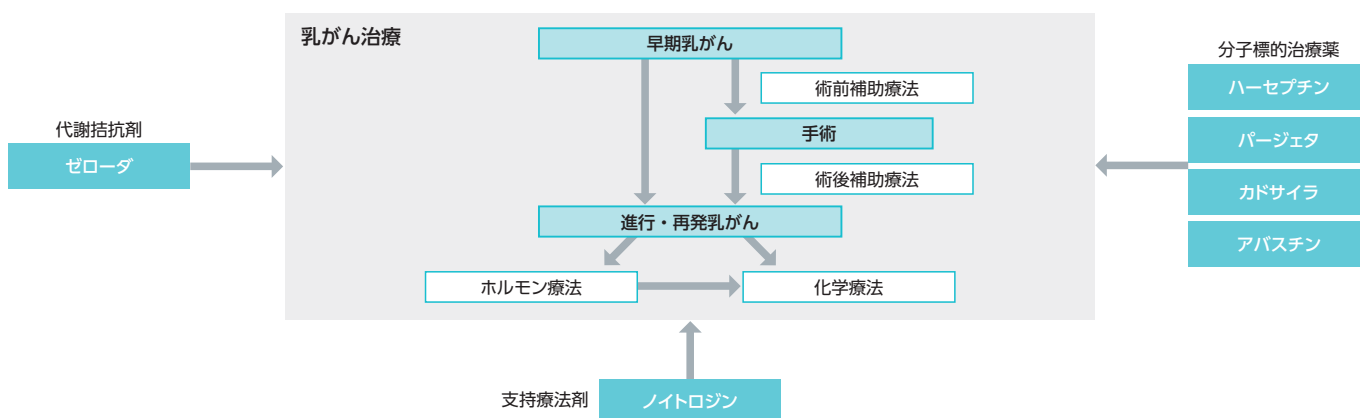 乳がん治療
早期乳がん
術前補助療法
手術
術後補助療法
進行・再発乳がん
ホルモン療法
化学療法
代謝拮抗剤
ゼローダ
分子標的治療薬
ハーセプチン
パージェタ
カドサイラ
アバスチン
支持療法剤
ノイトロジン